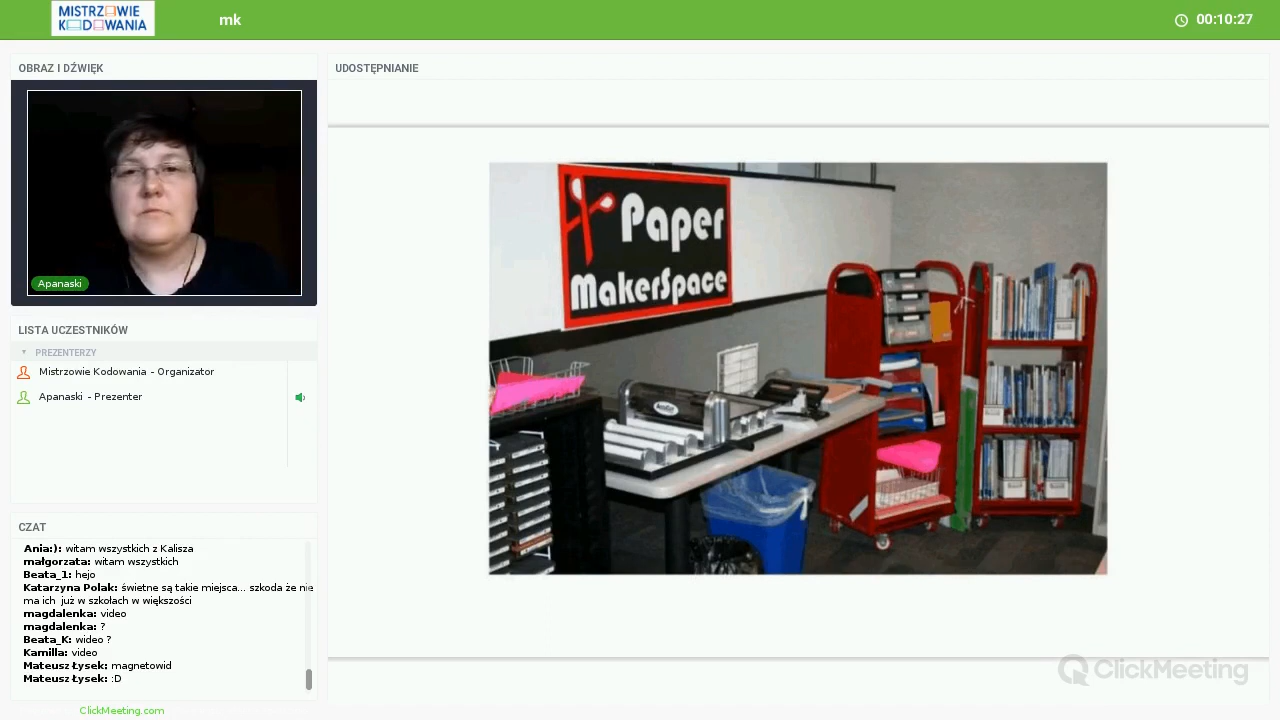 MISTRZOWIE
KODOWANIA
mk
00:10:27
OBRAZ I DŹWIĘK
Apanaski
LISTA UCZESTNIKÓW
PREZENTERZY
Mistrzowie Kodowania - Organizator
Apanaski - Prezenter
CZAT
Ania:): witam wszystkich z Kalisza
małgorzata: witam wszystkich
Beata_1: hejo
Katarzyna Polak: świetne są takie miejsca... szkoda że nie
ma ich już w szkołach w większości
magdalenka: video
magdalenka: ?
Beata_K: wideo ?
Kamilla: video
Mateusz Łysek: magnetowid
Mateusz Łysek: :D
ClickMeeting.com
UDOSTĘPNIANIE
Paper
MakerSpace
ClickMeeting